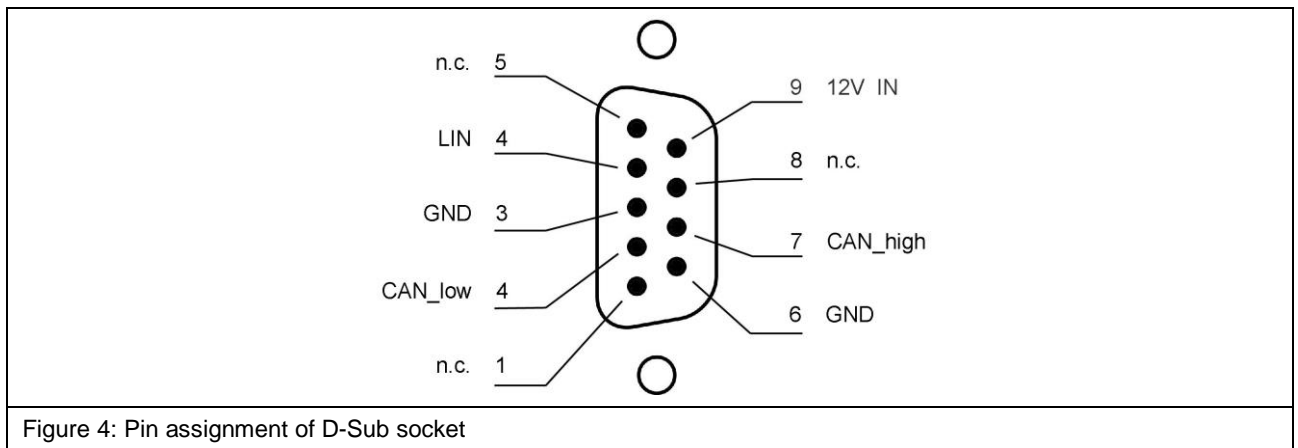 n.c. 5
9 12V IN
LIN 4
8 n.c.
GND 3
7 CAN_high
CAN_low 4
6 GND
n.c. 1
Figure 4: Pin assignment of D-Sub socket